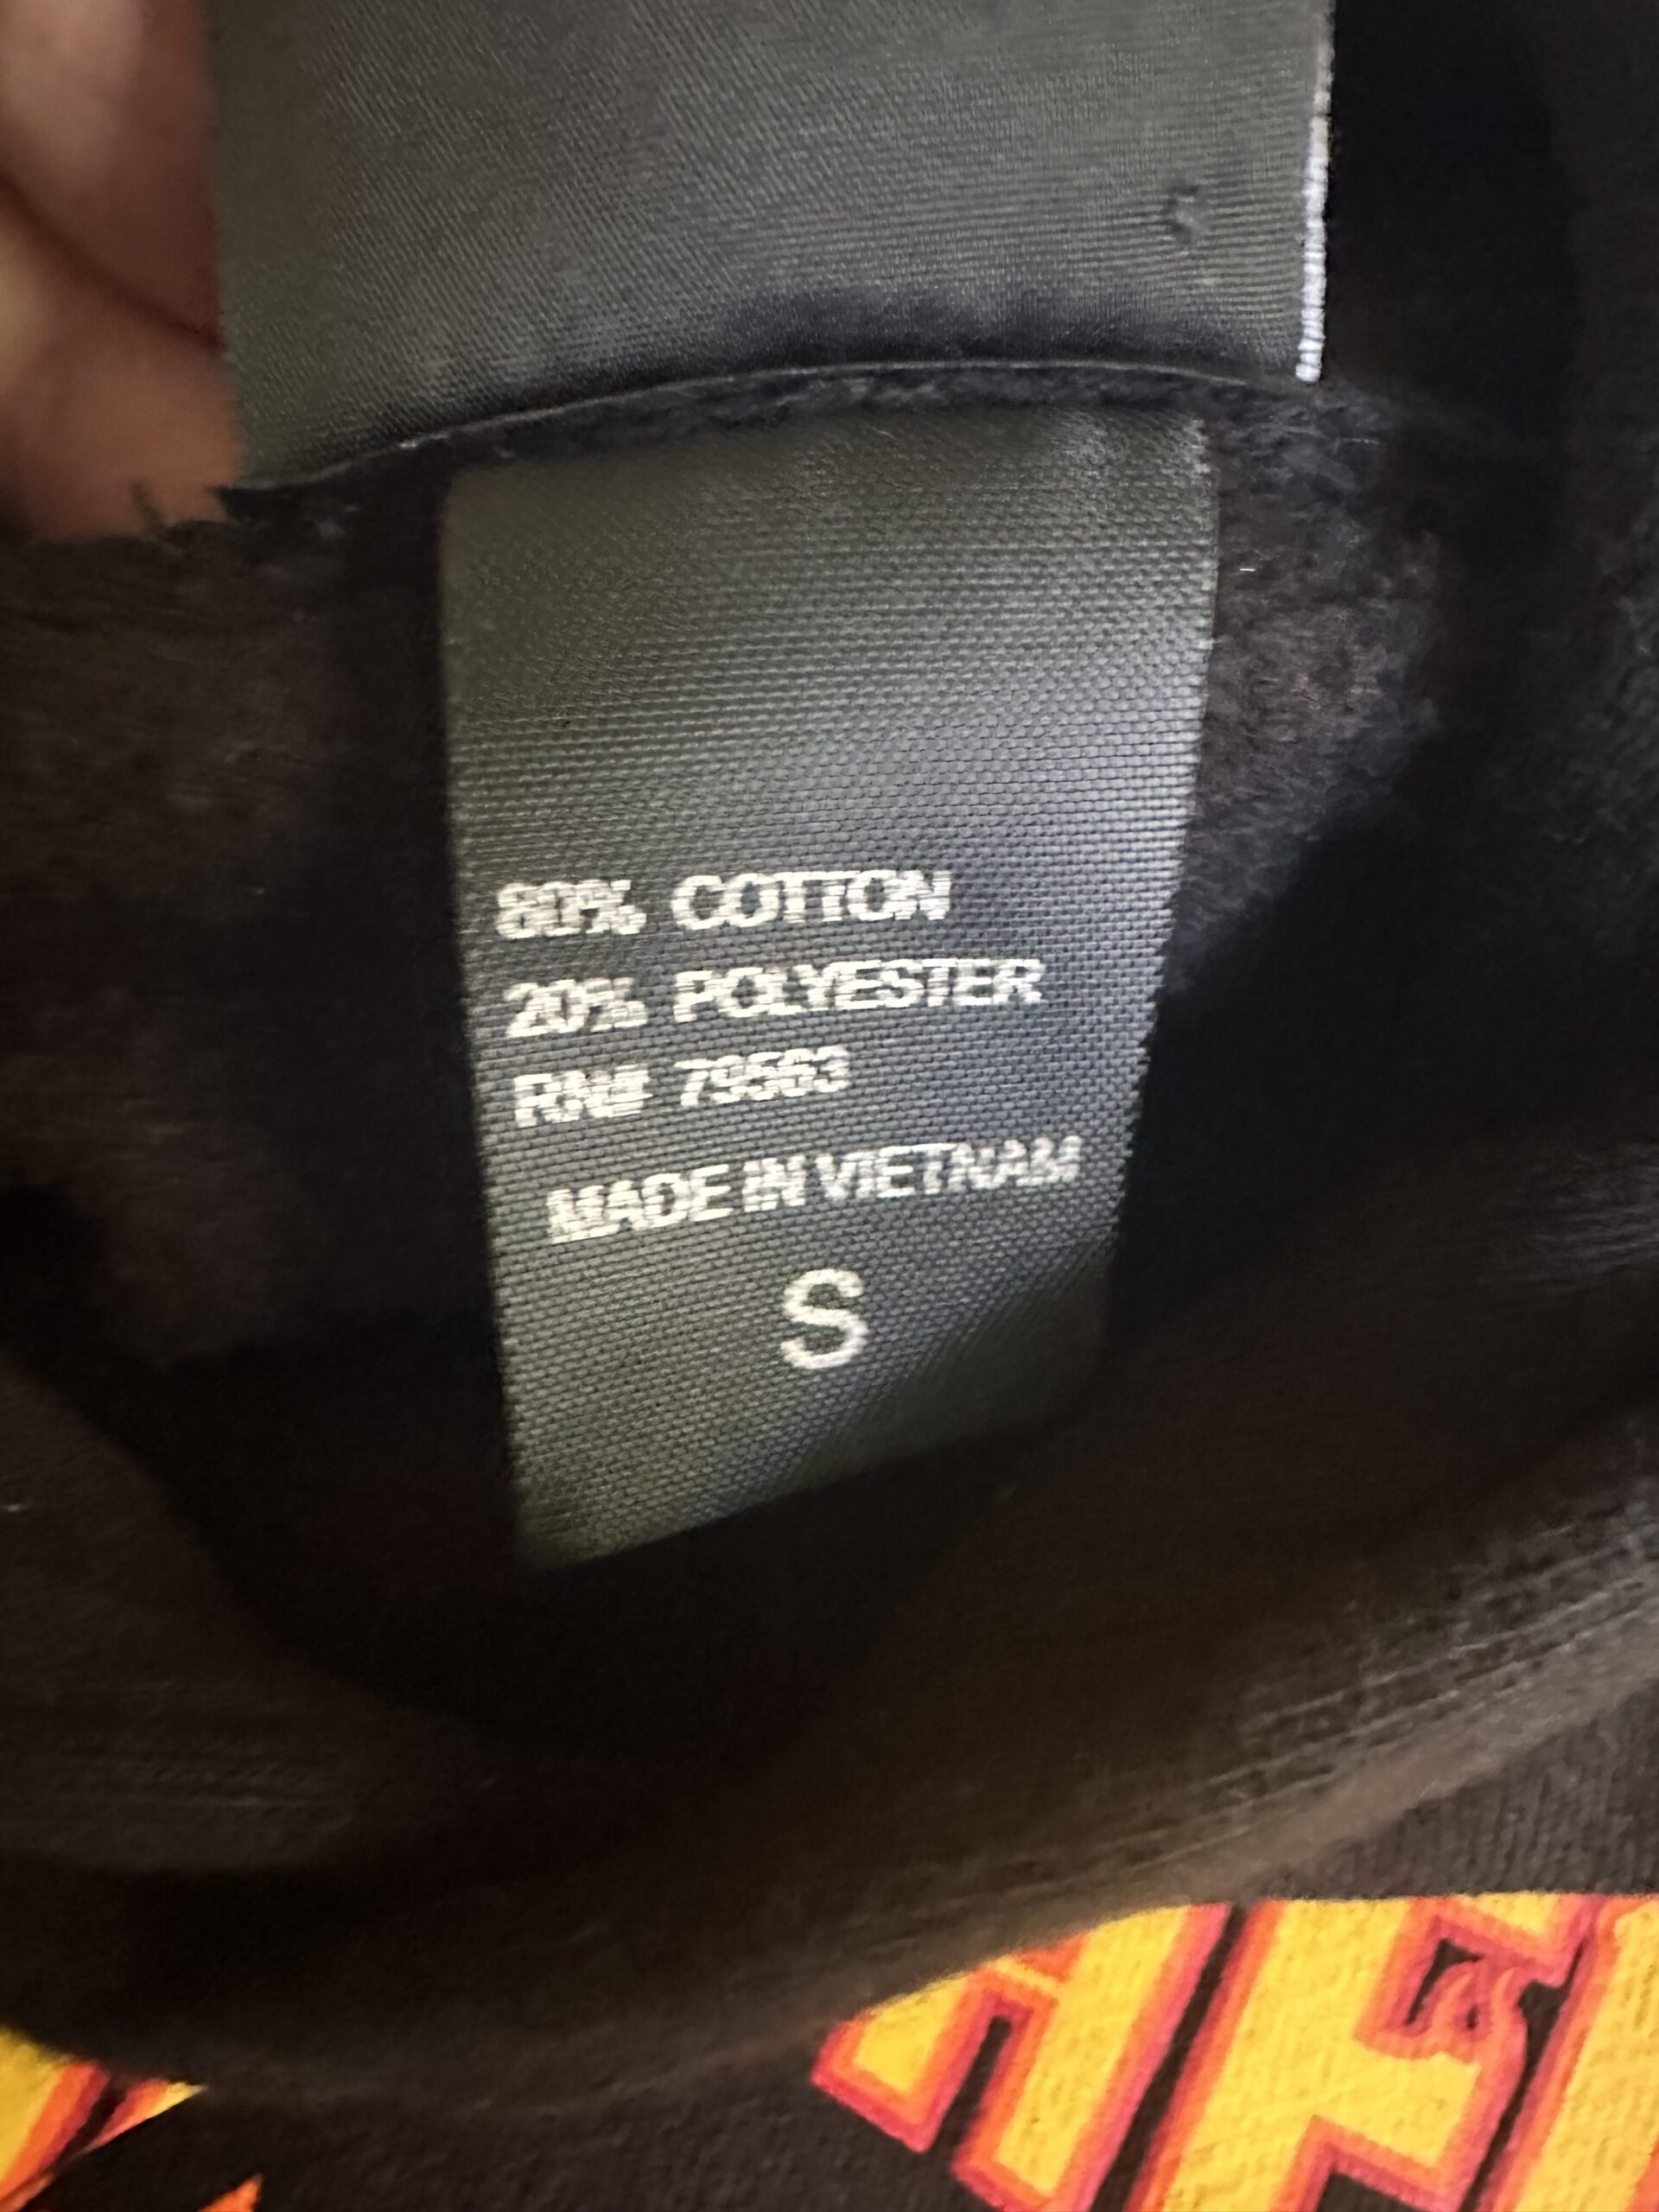 80% COTTON
20% POLYESTER
RN# 79563
MADE IN VIETNAM
S